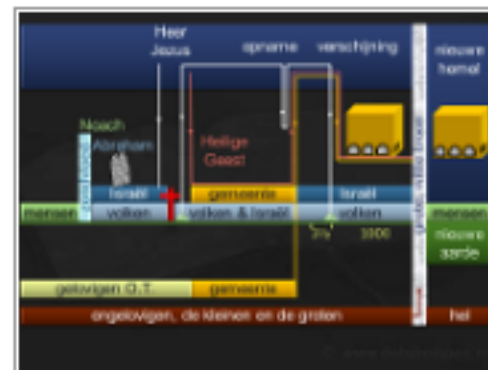 Heer
Jezus
opname
verschijning
nieuwe
hemel
Noach
Abraham
Heilige
Geest
Israël
gemeente
Israël
mensen
volken
volken & Israël
volken
mensen
1000
nieuwe
aarde
gelovigen O.T.
gemeente
ongelovigen, de kleinen en de groten
hel